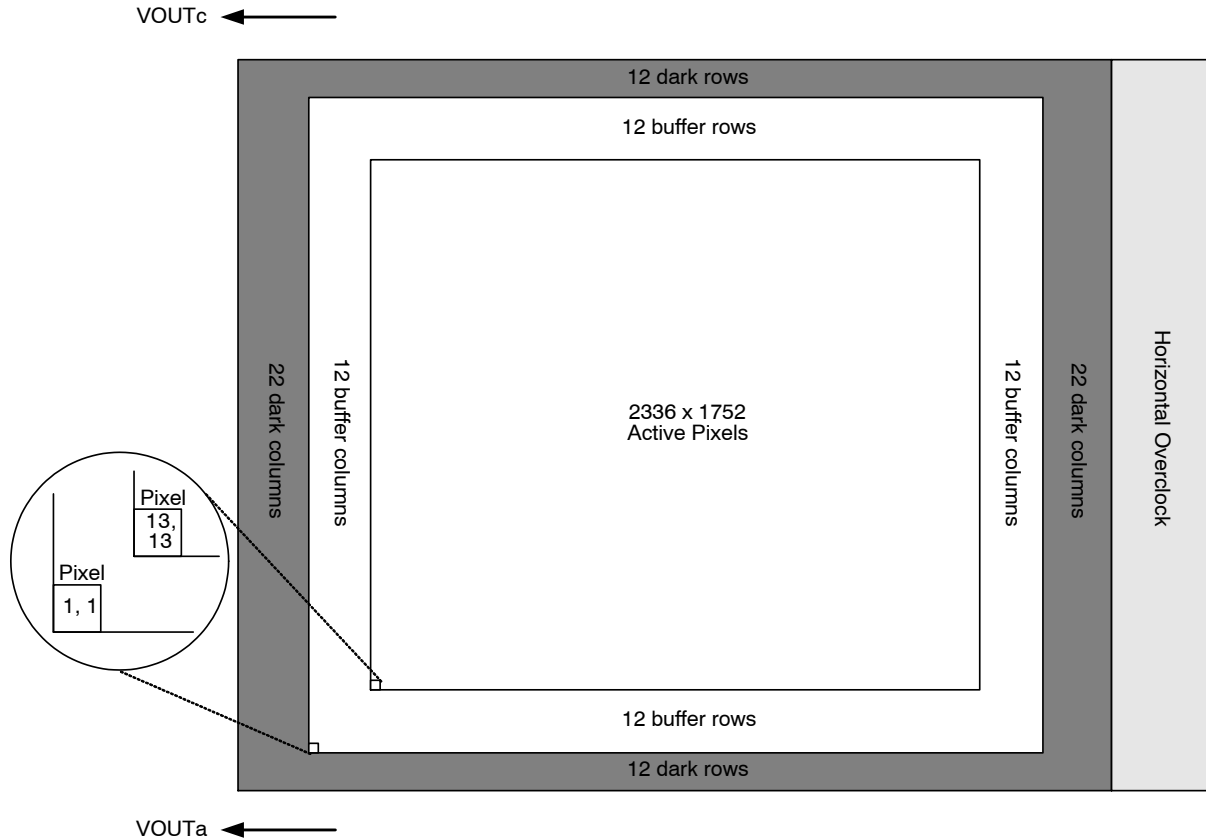 VOUTc
12 dark rows
12 buffer rows
22 dark columns
12 buffer columns
2336 x 1752
Active Pixels
12 buffer columns
22 dark columns
Horizontal Overclock
Pixel
13,
13
Pixel
1, 1
12 buffer rows
12 dark rows
VOUTa